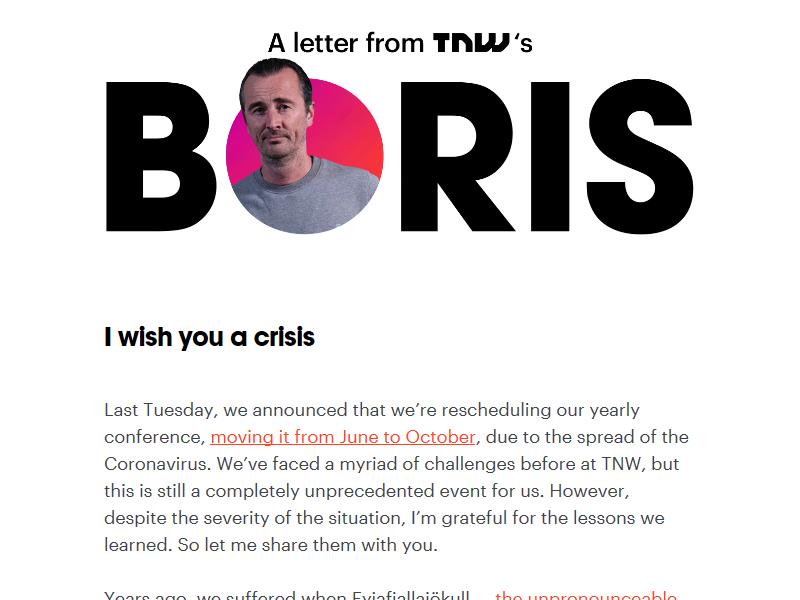 A letter from TNW's
BORIS
I wish you a crisis
Last Tuesday, we announced that we're rescheduling our yearly
conference, moving it from June to October, due to the spread of the
Coronavirus. We've faced a myriad of challenges before at TNW, but
this is still a completely unprecedented event for us. However,
despite the severity of the situation, I'm grateful for the lessons we
learned. So let me share them with you.
Years ago, we suffered when Eyjafjallajökull — the unpronounceable